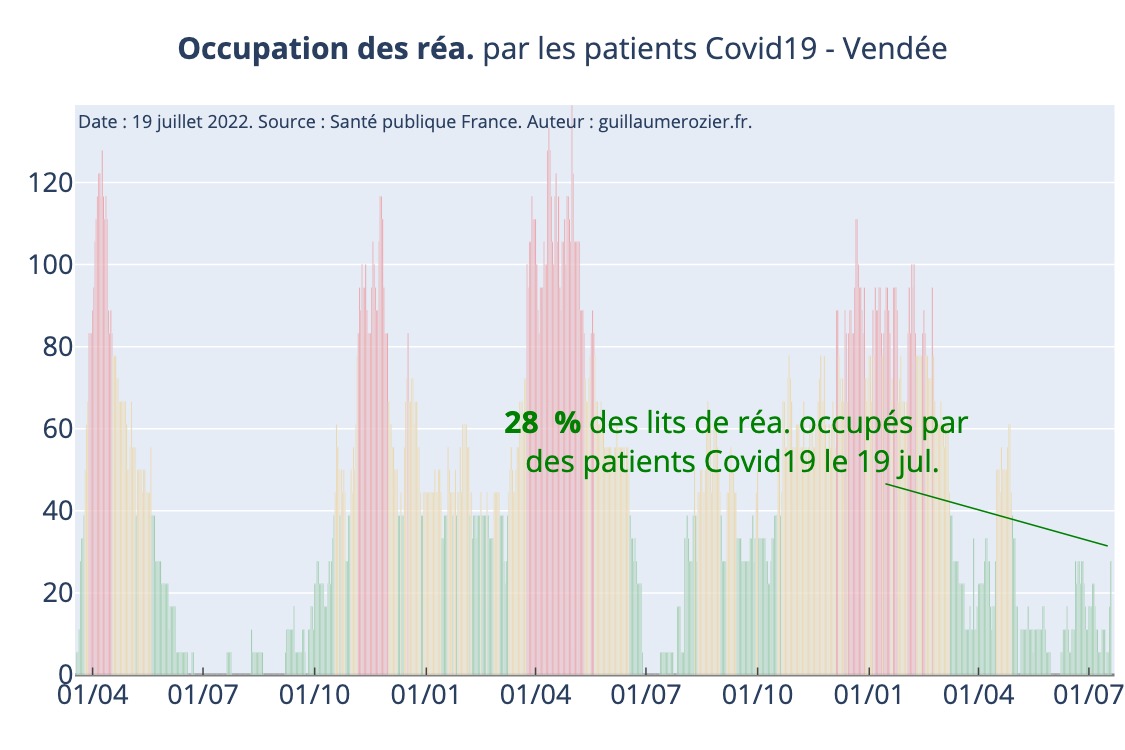 Occupation des réa. par les patients Covid19 - Vendée
Date : 19 juillet 2022. Source : Santé publique France. Auteur : guillaumerozier.fr.
120
100
80
60
40
20
0
28 % des lits de réa. occupés par
des patients Covid19 le 19 jul.
01/04 01/07 01/10 01/01 01/04 01/07 01/10 01/01 01/04 01/07